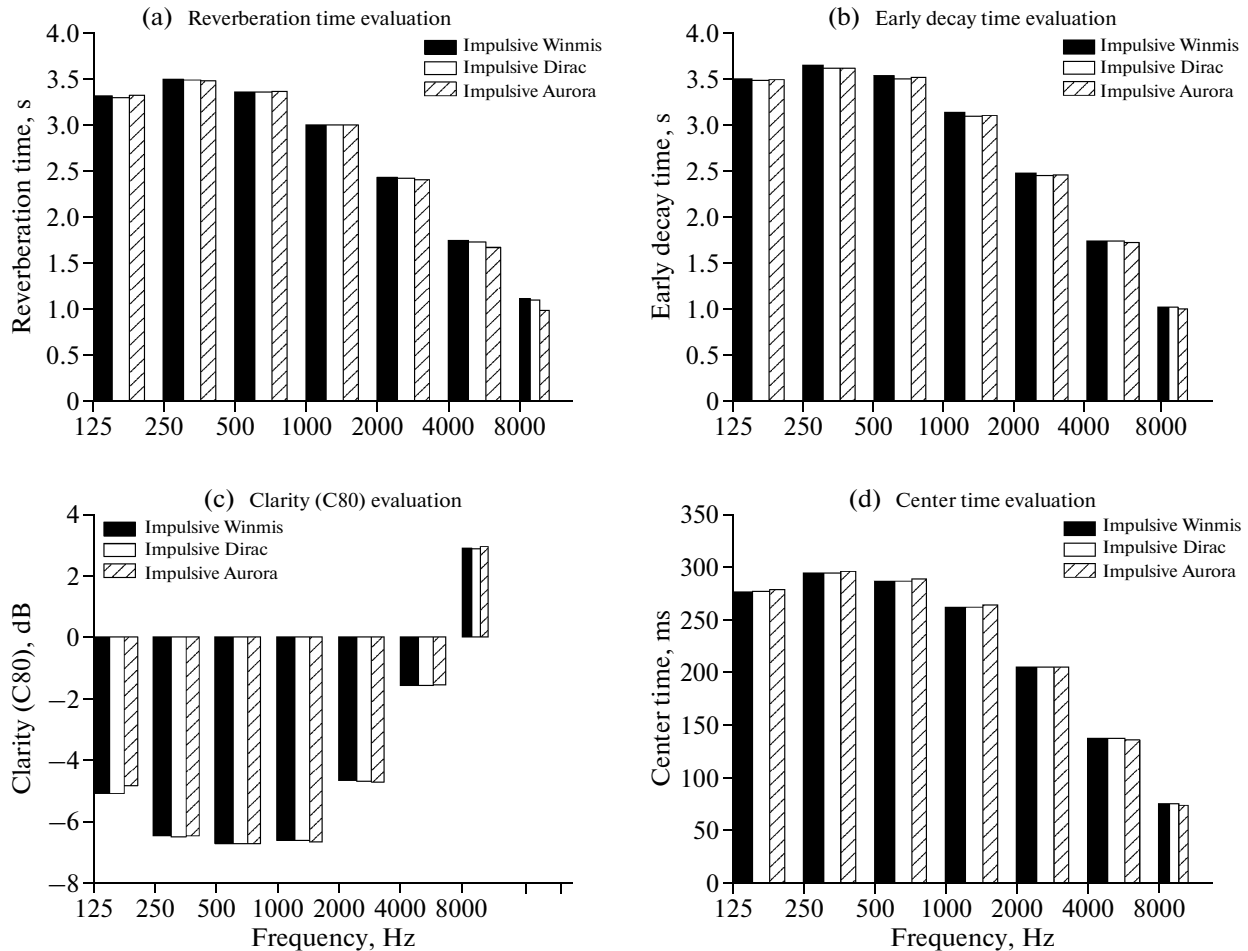 (a) Reverberation time evaluation
4.0
3.5
3.0
2.5
2.0
1.5
1.0
0.5
0
Reverberation time, s
Impulsive Winmis
Impulsive Dirac
Impulsive Aurora
125 250 500 1000 2000 4000 8000
(b) Early decay time evaluation
4.0
3.5
3.0
2.5
2.0
1.5
1.0
0.5
0
Early decay time, s
Impulsive Winmis
Impulsive Dirac
Impulsive Aurora
125 250 500 1000 2000 4000 8000
(c) Clarity (C80) evaluation
4
2
0
−2
−4
−6
−8
Clarity (C80), dB
Impulsive Winmis
Impulsive Dirac
Impulsive Aurora
125 250 500 1000 2000 4000 8000
Frequency, Hz
(d) Center time evaluation
350
300
250
200
150
100
50
0
Center time, ms
Impulsive Winmis
Impulsive Dirac
Impulsive Aurora
125 250 500 1000 2000 4000 8000
Frequency, Hz